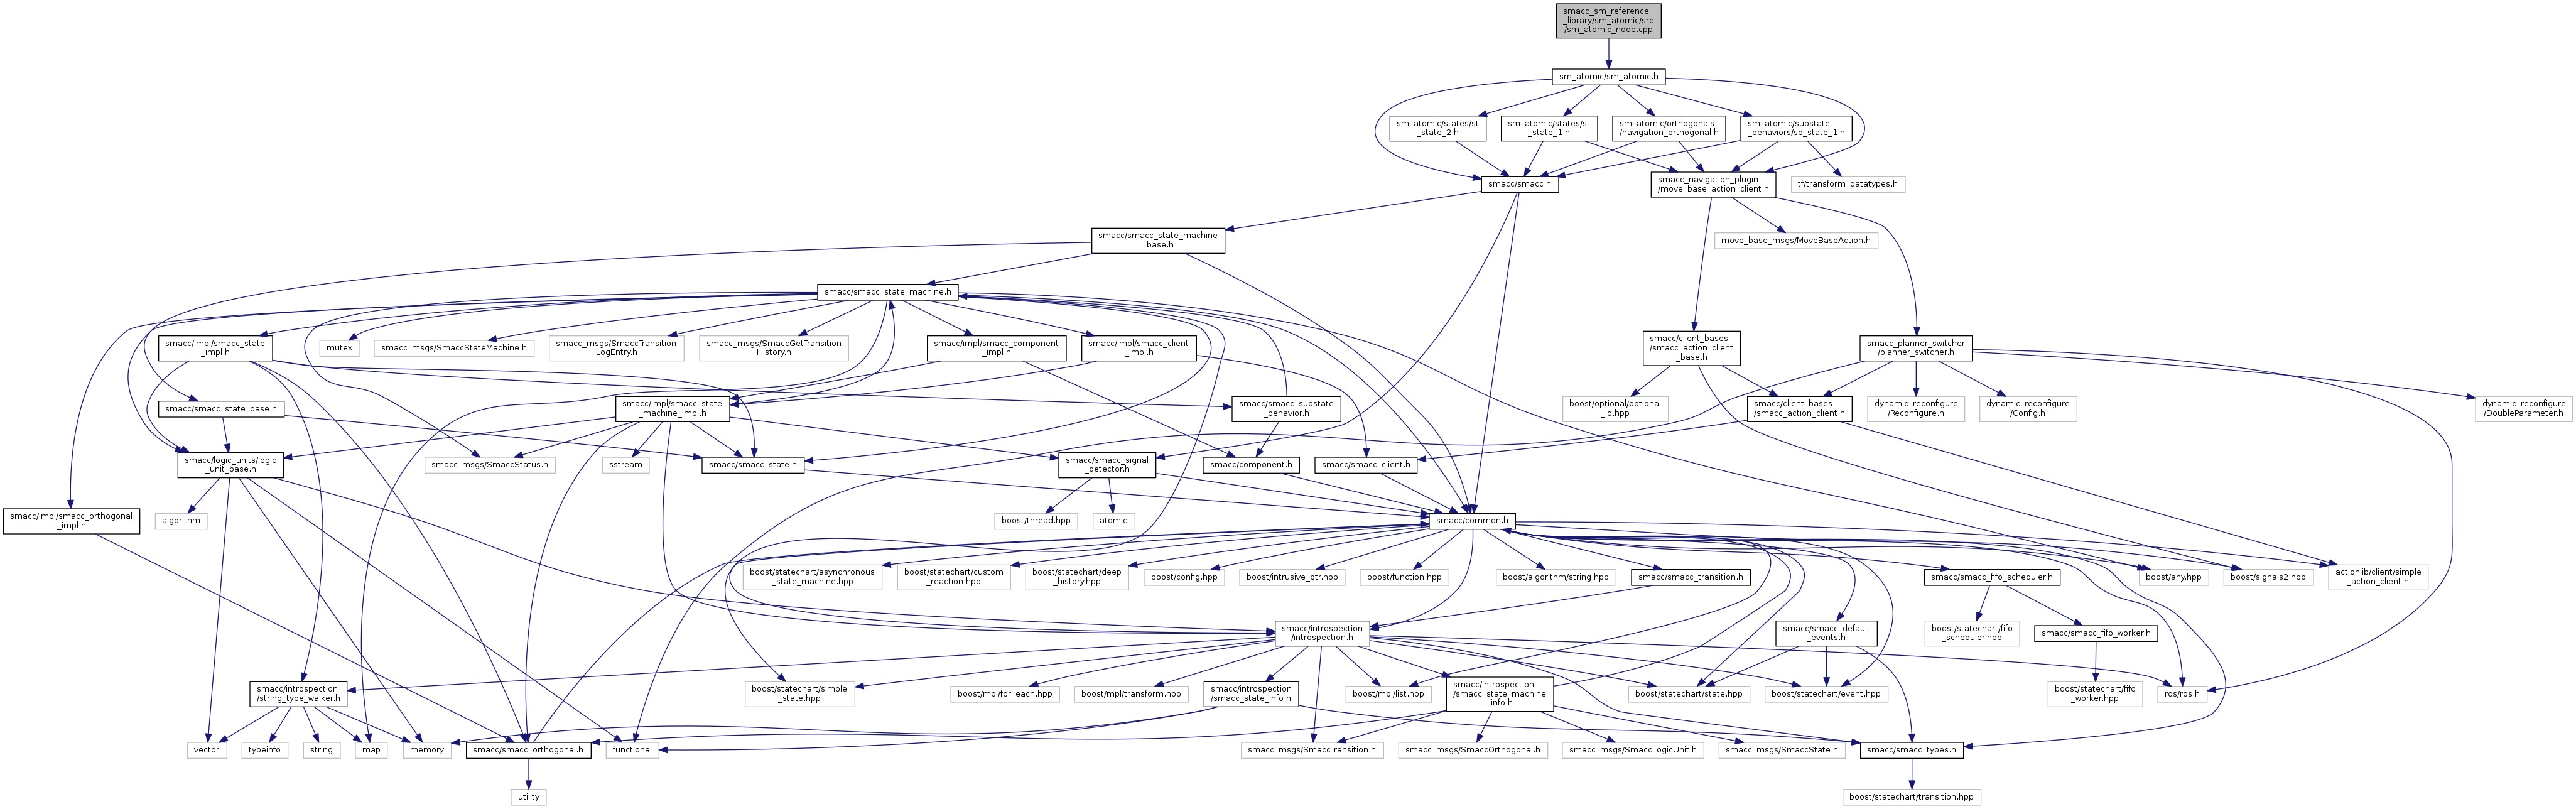 smacc_sm_reference
_library/sm_atomic/src
/sm_atomic_node.cpp
sm_atomic/sm_atomic.h
sm_atomic/states/st
_state_2.h
sm_atomic/states/st
_state_1.h
sm_atomic/orthogonals
/navigation_orthogonal.h
sm_atomic/substate
_behaviors/sb_state_1.h
smacc/smacc.h
smacc_navigation_plugin
/move_base_action_client.h
tf/transform_datatypes.h
smacc/smacc_state_machine
_base.h
move_base_msgs/MoveBaseAction.h
smacc/smacc_state_machine.h
smacc/impl/smacc_state
_impl.h
mutex
smacc_msgs/SmaccStateMachine.h
smacc_msgs/SmaccTransition
LogEntry.h
smacc_msgs/SmaccGetTransition
History.h
smacc/impl/smacc_component
_impl.h
smacc/impl/smacc_client
_impl.h
smacc/client_bases
/smacc_action_client
_base.h
smacc_planner_switcher
/planner_switcher.h
smacc/smacc_state_base.h
smacc/impl/smacc_state
_machine_impl.h
smacc/smacc_substate
_behavior.h
boost/optional/optional
_io.hpp
smacc/client_bases
/smacc_action_client.h
dynamic_reconfigure
/Reconfigure.h
dynamic_reconfigure
/Config.h
dynamic_reconfigure
/DoubleParameter.h
smacc/logic_units/logic
_unit_base.h
smacc_msgs/SmaccStatus.h
sstream
smacc/smacc_state.h
smacc/smacc_signal
_detector.h
smacc/component.h
smacc/smacc_client.h
smacc/impl/smacc_orthogonal
_impl.h
algorithm
boost/thread.hpp
atomic
smacc/common.h
boost/statechart/asynchronous
_state_machine.hpp
boost/statechart/custom
_reaction.hpp
boost/statechart/deep
_history.hpp
boost/config.hpp
boost/intrusive_ptr.hpp
boost/function.hpp
boost/algorithm/string.hpp
smacc/smacc_transition.h
smacc/smacc_fifo_scheduler.h
boost/any.hpp
boost/signals2.hpp
actionlib/client/simple
_action_client.h
smacc/introspection
/introspection.h
smacc/smacc_default
_events.h
boost/statechart/fifo
_scheduler.hpp
smacc/smacc_fifo_worker.h
smacc/introspection
/string_type_walker.h
boost/statechart/simple
_state.hpp
boost/mpl/for_each.hpp
boost/mpl/transform.hpp
smacc/introspection
/smacc_state_info.h
boost/mpl/list.hpp
smacc/introspection
/smacc_state_machine
_info.h
boost/statechart/state.hpp
boost/statechart/event.hpp
boost/statechart/fifo
_worker.hpp
ros/ros.h
vector
typeinfo
string
map
memory
smacc/smacc_orthogonal.h
functional
smacc_msgs/SmaccTransition.h
smacc_msgs/SmaccOrthogonal.h
smacc_msgs/SmaccLogicUnit.h
smacc_msgs/SmaccState.h
smacc/smacc_types.h
utility
boost/statechart/transition.hpp